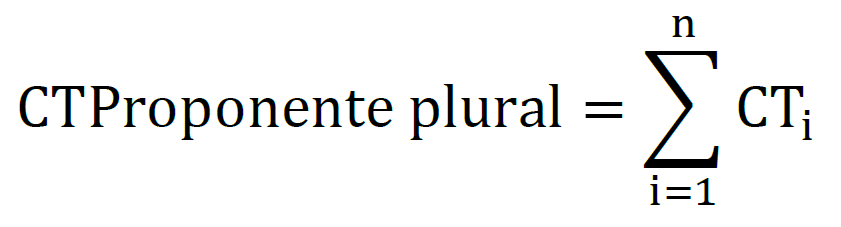 CTProponente plural = ∑_{i=1}^{n} CT_i